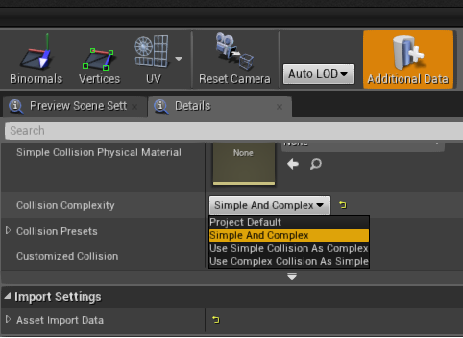 Binormals Vertices UV Reset Camera Auto LOD Additional Data
Preview Scene Sett x Details x
Search
Simple Collision Physical Material None
Collision Complexity Simple And Complex
Project Default
Collision Presets Simple And Complex
Use Simple Collision As Complex
Customized Collision Use Complex Collision As Simple
Import Settings
Asset Import Data